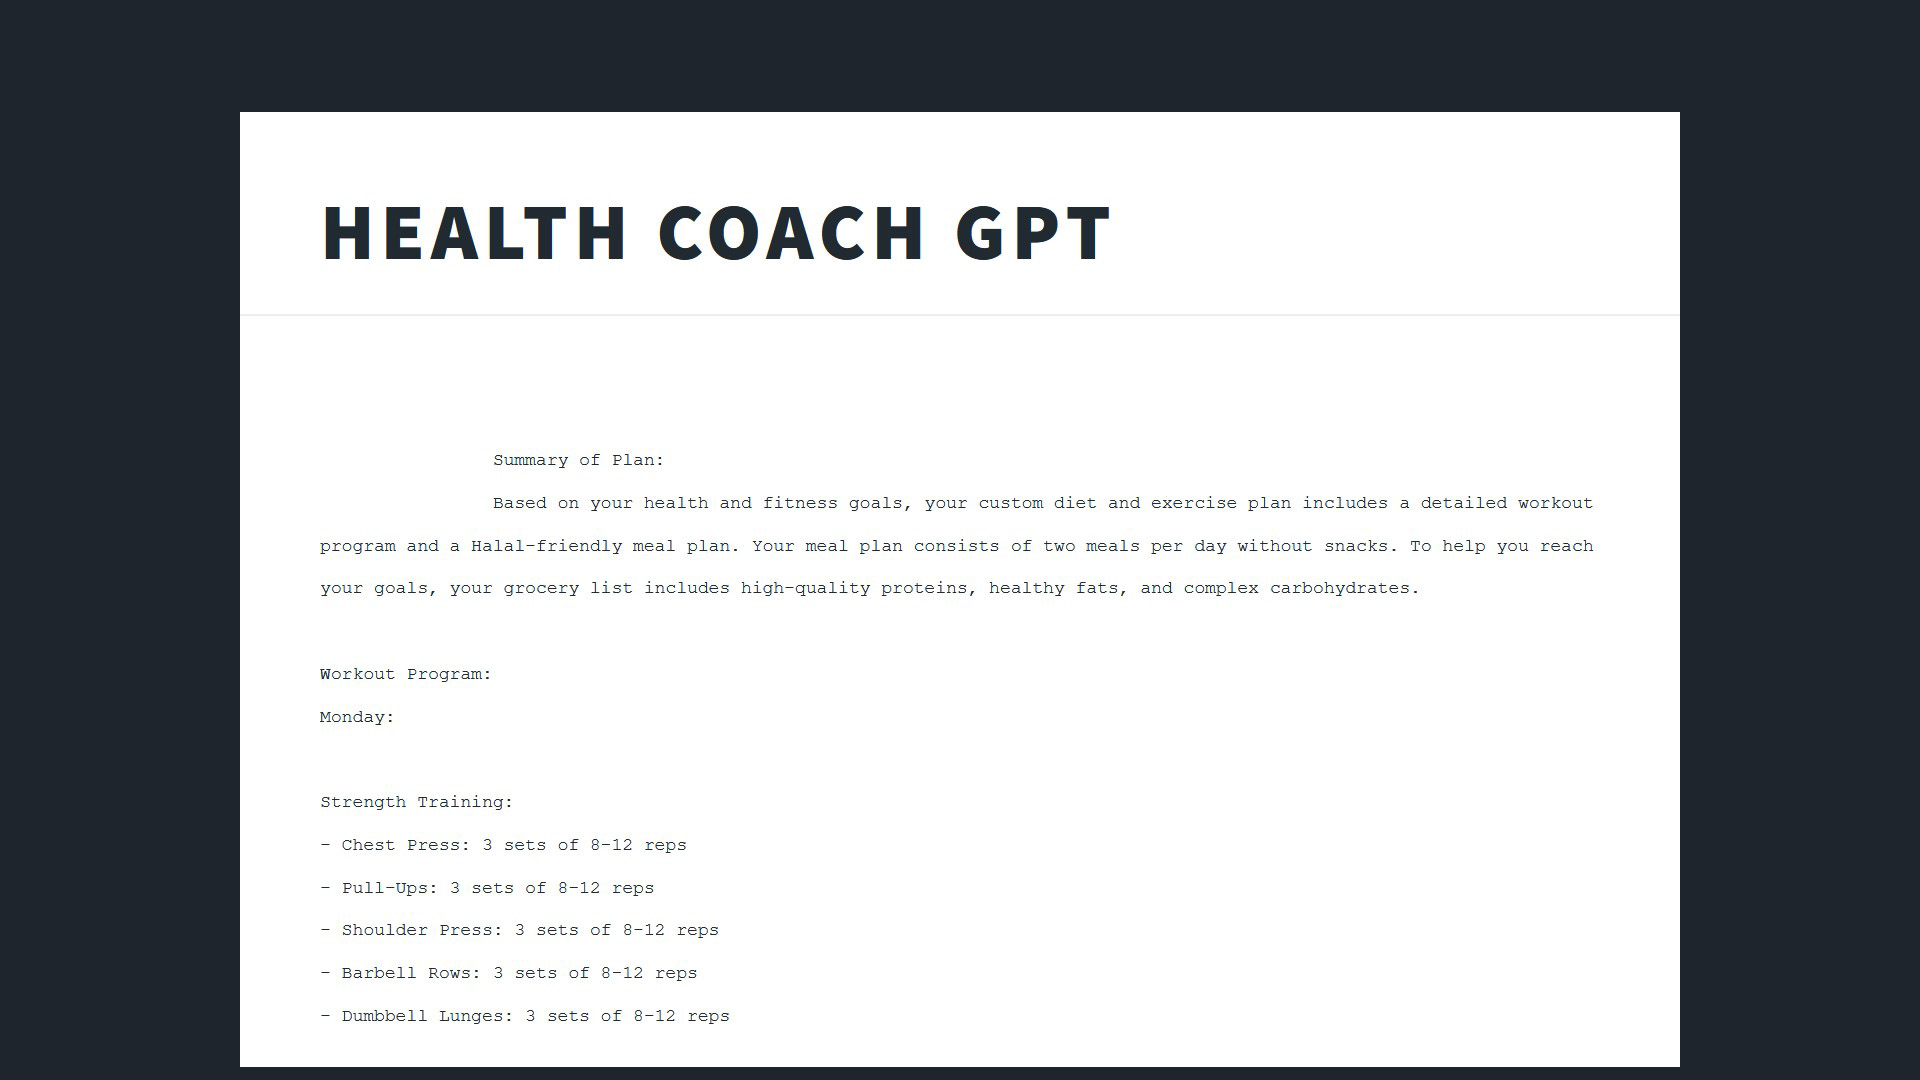 HEALTH COACH GPT
Summary of Plan:
Based on your health and fitness goals, your custom diet and exercise plan includes a detailed workout
program and a Halal-friendly meal plan. Your meal plan consists of two meals per day without snacks. To help you reach
your goals, your grocery list includes high-quality proteins, healthy fats, and complex carbohydrates.
Workout Program:
Monday:
Strength Training:
- Chest Press: 3 sets of 8-12 reps
- Pull-Ups: 3 sets of 8-12 reps
- Shoulder Press: 3 sets of 8-12 reps
- Barbell Rows: 3 sets of 8-12 reps
- Dumbbell Lunges: 3 sets of 8-12 reps